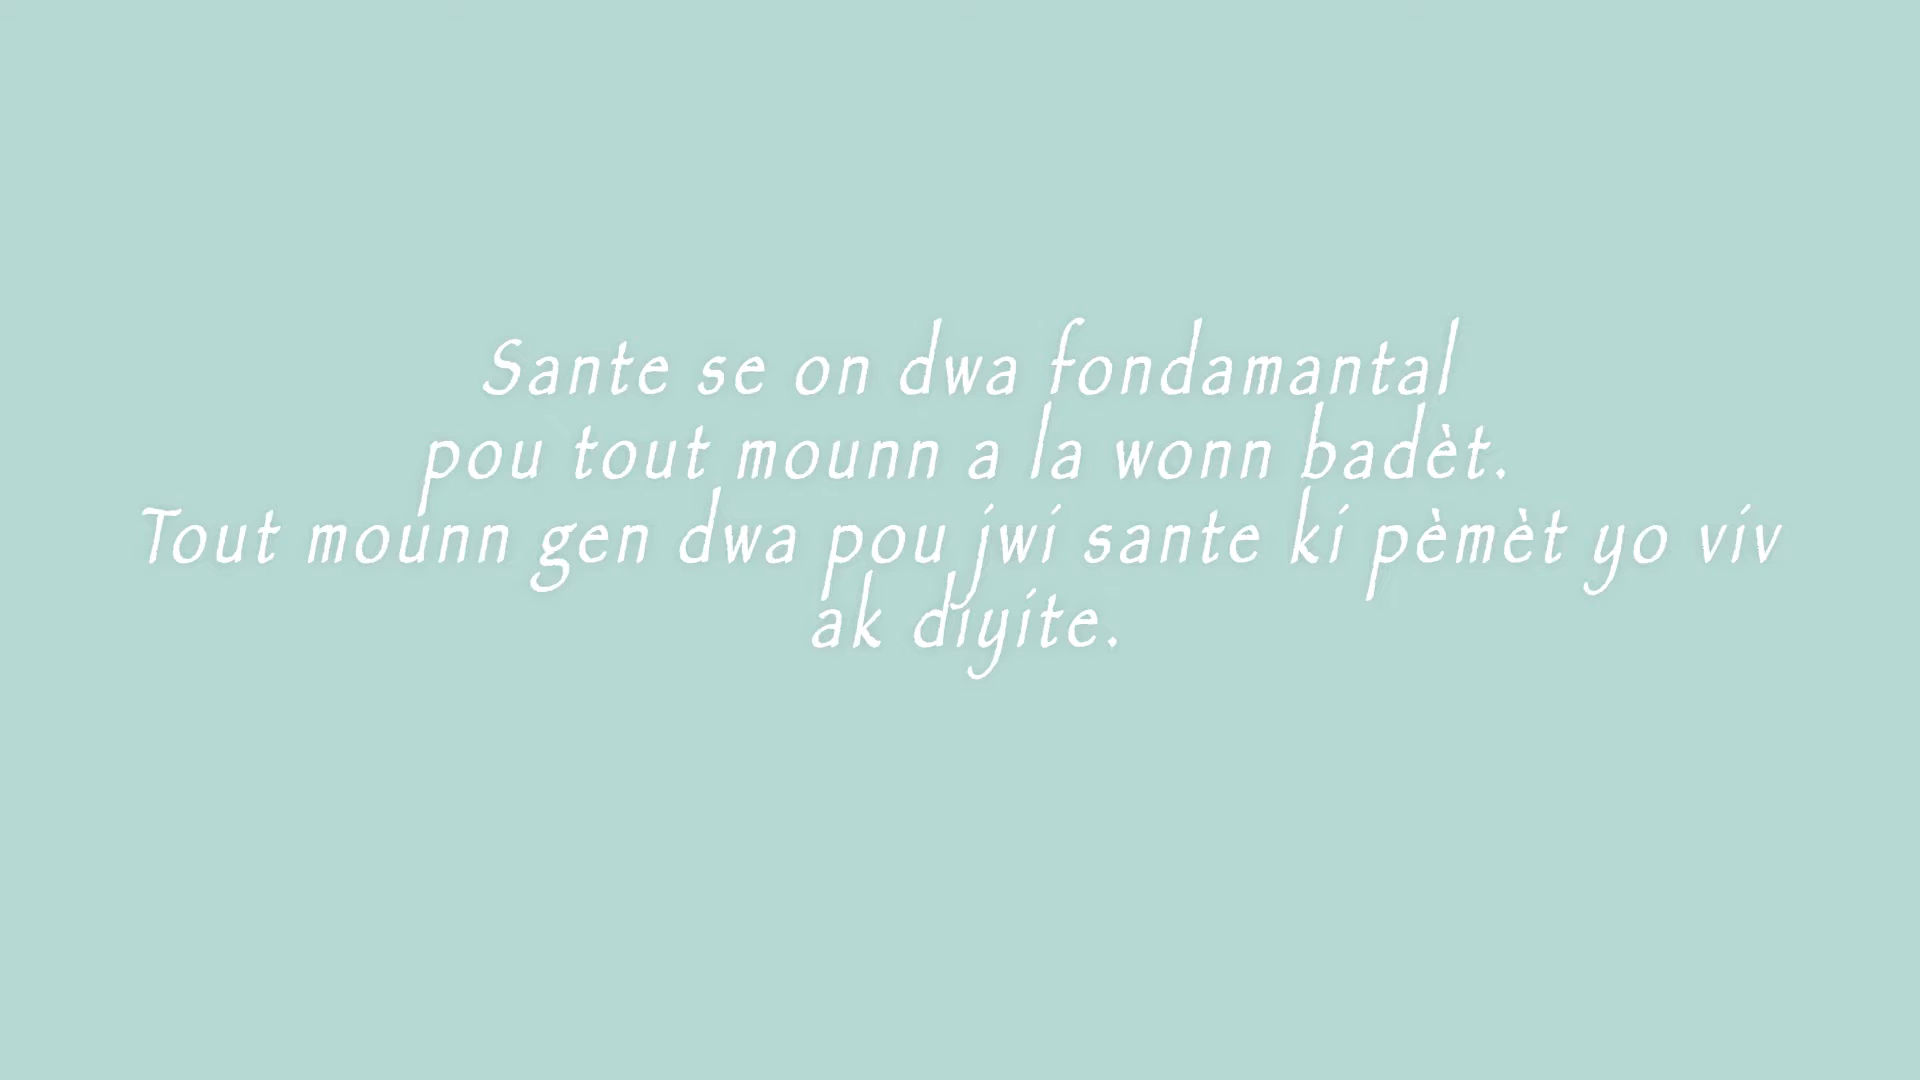 Sante se on dwa fondamantal
pou tout mounn a la wonn badèt.
Tout mounn gen dwa pou jwi sante ki pèmèt yo viv
ak diyite.